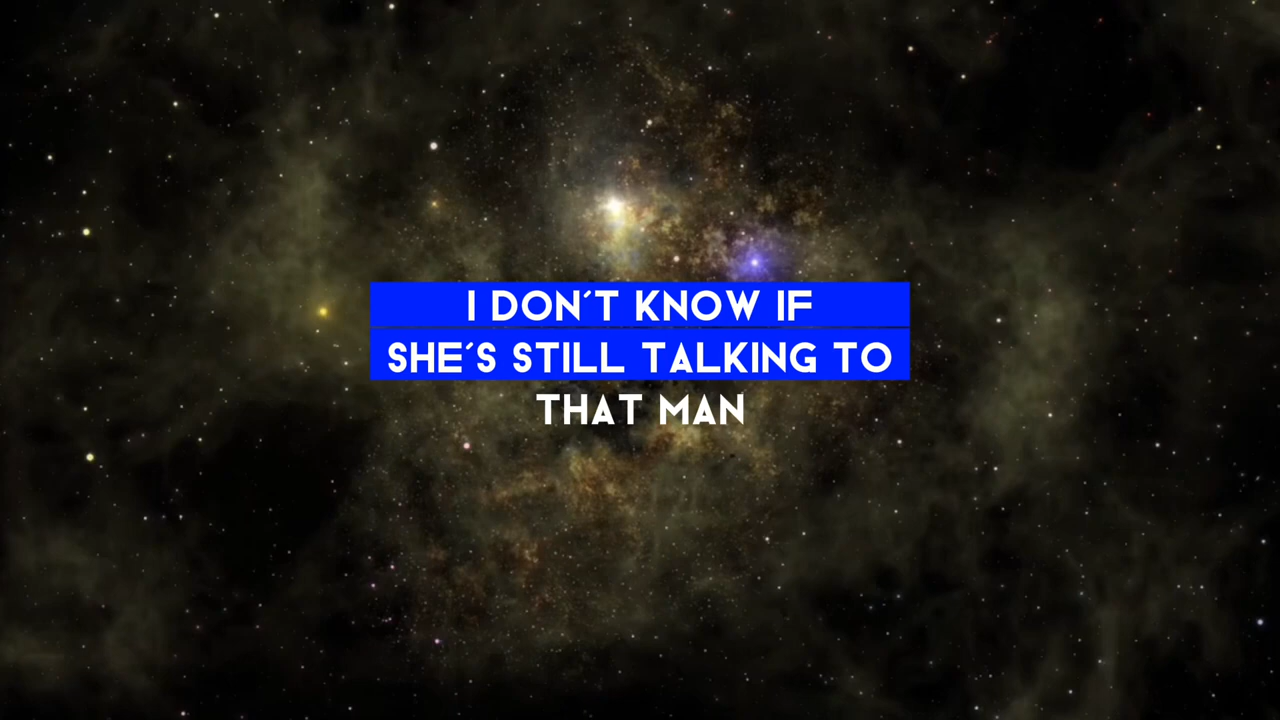 I DON'T KNOW IF
SHE'S STILL TALKING TO
THAT MAN